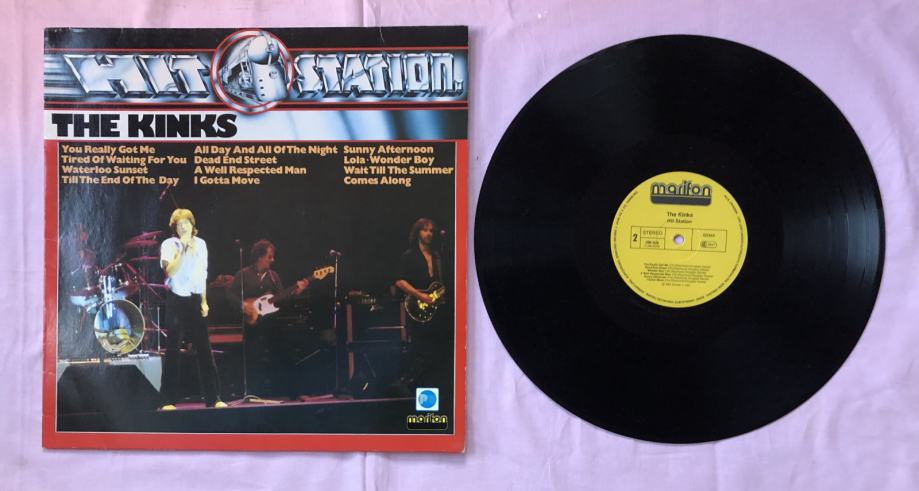 HIT STATION
THE KINKS
You Really Got Me
Tired Of Waiting For You
Waterloo Sunset
Till The End Of The Day
All Day And All Of The Night
Dead End Street
A Well Respected Man
I Gotta Move
Sunny Afternoon
Lola · Wonder Boy
Wait Till The Summer
Comes Along
marifon
marifon
The Kinks
Hit Station
2
STEREO
GEMA